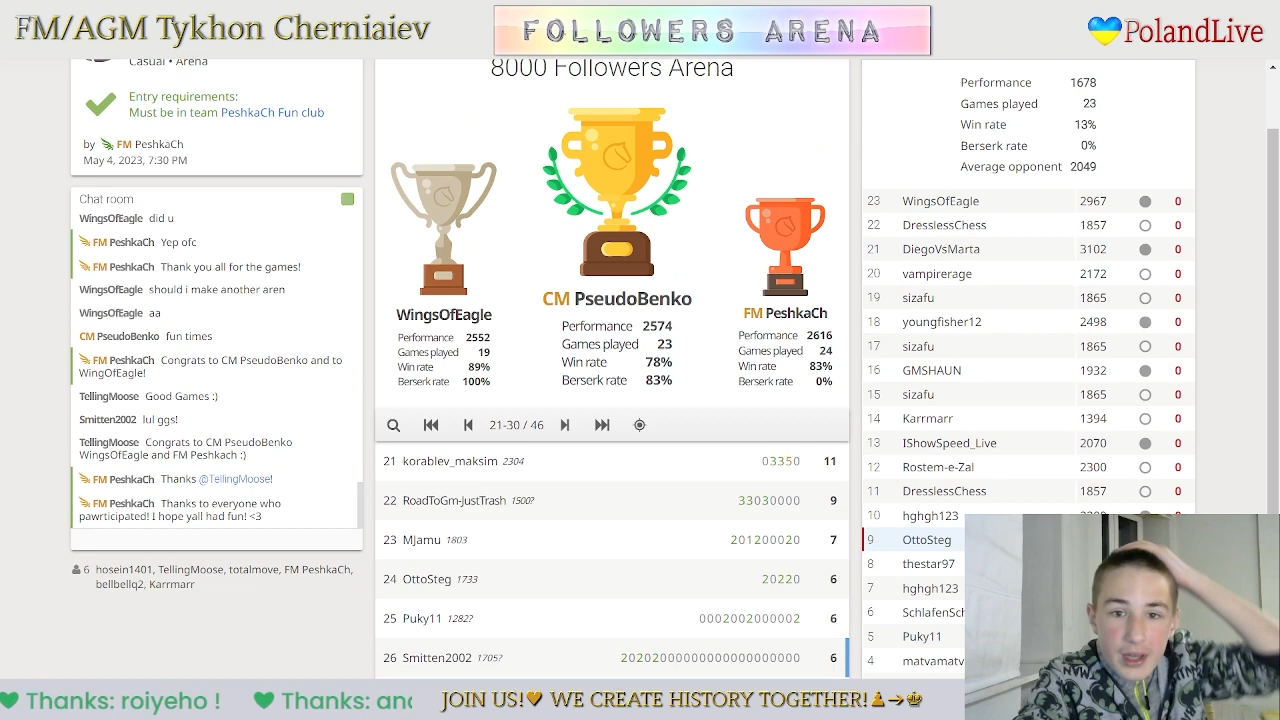 FM/AGM Tykhon Cherniaiev
FOLLOWERS ARENA
PolandLive
Casual • Arena
Entry requirements:
Must be in team PeshkaCh Fun club
by FM PeshkaCh
May 4, 2023, 7:30 PM
Chat room
WingsOfEagle did u
FM PeshkaCh Yep ofc
FM PeshkaCh Thank you all for the games!
WingsOfEagle should i make another aren
WingsOfEagle aa
CM PseudoBenko fun times
FM PeshkaCh Congrats to CM PseudoBenko and to
WingOfEagle!
TellingMoose Good Games :)
Smitten2002 lul ggs!
TellingMoose Congrats to CM PseudoBenko
WingsOfEagle and FM Peshkach :)
FM PeshkaCh Thanks @TellingMoose!
FM PeshkaCh Thanks to everyone who
pawrticipated! I hope yall had fun! <3
6 hosein1401, TellingMoose, totalmove, FM PeshkaCh,
bellbellq2, Karrmarr
8000 Followers Arena
WingsOfEagle
Performance 2552
Games played 19
Win rate 89%
Berserk rate 100%
CM PseudoBenko
Performance 2574
Games played 23
Win rate 78%
Berserk rate 83%
FM PeshkaCh
Performance 2616
Games played 24
Win rate 83%
Berserk rate 0%
21-30 / 46
21 korablev_maksim 2304 03350 11
22 RoadToGm-JustTrash 1500? 33030000 9
23 MJamu 1803 201200020 7
24 OttoSteg 1733 20220 6
25 Puky11 1282? 0002002000002 6
26 Smitten2002 1705? 202020000000000000000000 6
Performance 1678
Games played 23
Win rate 13%
Berserk rate 0%
Average opponent 2049
23 WingsOfEagle 2967 0
22 DresslessChess 1857 0
21 DiegoVsMarta 3102 0
20 vampirerage 2172 0
19 sizafu 1865 0
18 youngfisher12 2498 0
17 sizafu 1865 0
16 GMSHAUN 1932 0
15 sizafu 1865 0
14 Karrmarr 1394 0
13 IShowSpeed_Live 2070 0
12 Rostem-e-Zal 2300 0
11 DresslessChess 1857 0
10 hghgh123
9 OttoSteg
8 thestar97
7 hghgh123
6 SchlafenSch
5 Puky11
4 matvamatv
Thanks: roiyeho !
Thanks: and
JOIN US! WE CREATE HISTORY TOGETHER!